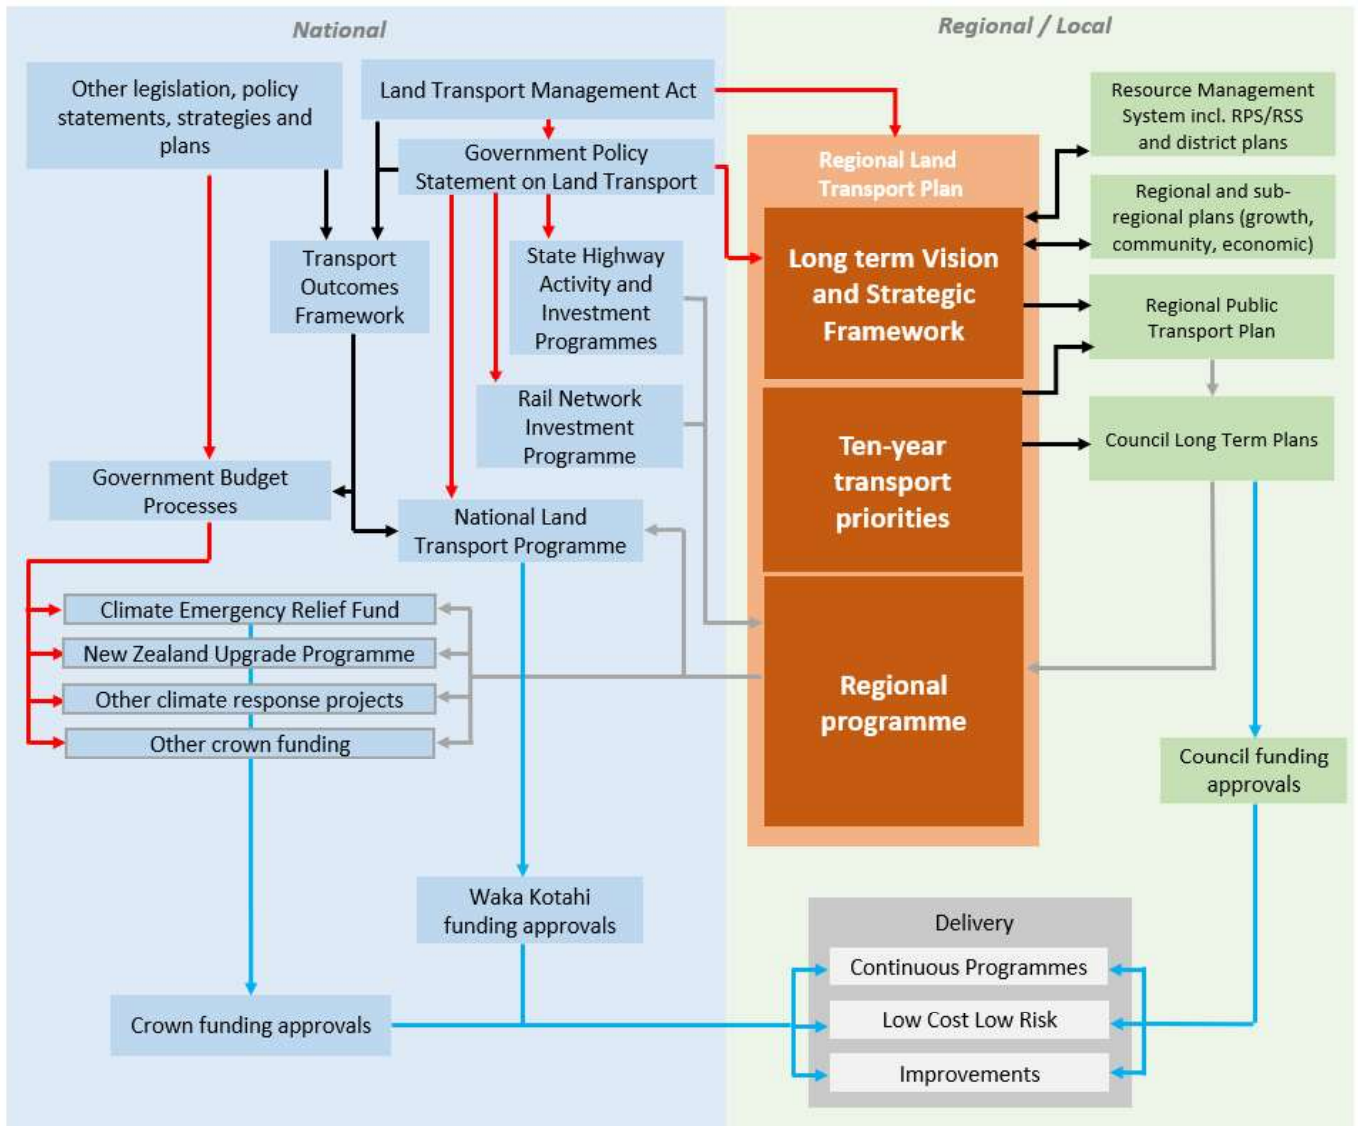 National
Regional / Local
Other legislation, policy
statements, strategies and
plans
Land Transport Management Act
Government Policy
Statement on Land Transport
Transport
Outcomes
Framework
State Highway
Activity and
Investment
Programmes
Rail Network
Investment
Programme
Government Budget
Processes
National Land
Transport Programme
Climate Emergency Relief Fund
New Zealand Upgrade Programme
Other climate response projects
Other crown funding
Waka Kotahi
funding approvals
Crown funding approvals
Regional Land
Transport Plan
Long term Vision
and Strategic
Framework
Ten-year
transport
priorities
Regional
programme
Resource Management
System incl. RPS/RSS
and district plans
Regional and sub-
regional plans (growth,
community, economic)
Regional Public
Transport Plan
Council Long Term Plans
Council funding
approvals
Delivery
Continuous Programmes
Low Cost Low Risk
Improvements